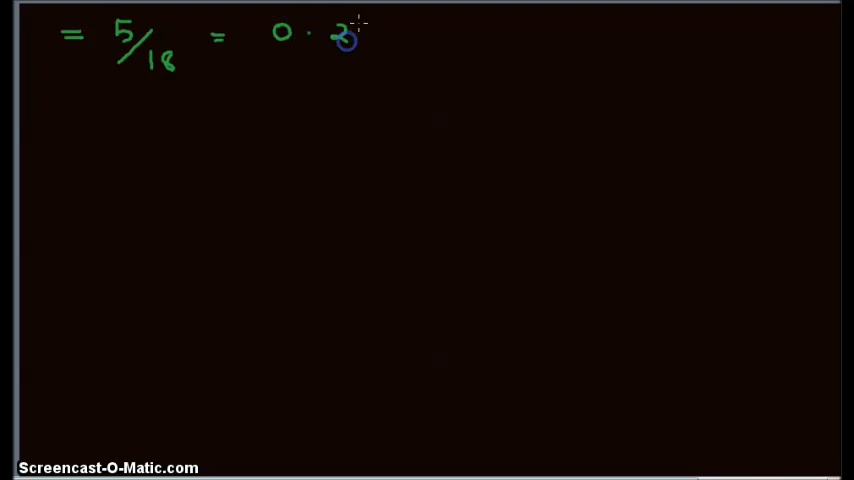 = 5/18 = 0.2
Screencast-O-Matic.com